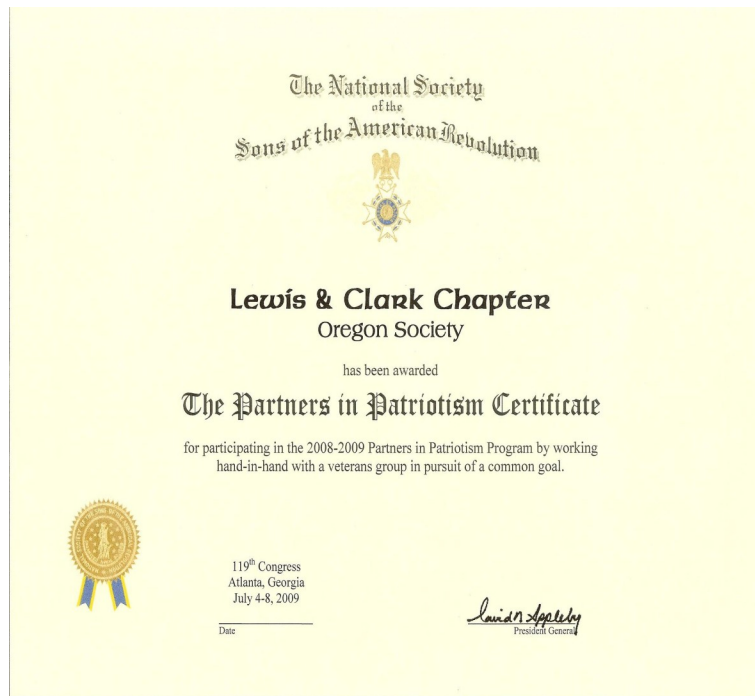 The National Society
of the
Sons of the American Revolution
Lewis & Clark Chapter
Oregon Society
has been awarded
The Partners in Patriotism Certificate
for participating in the 2008-2009 Partners in Patriotism Program by working
hand-in-hand with a veterans group in pursuit of a common goal.
119th Congress
Atlanta, Georgia
July 4-8, 2009
Date
David N Appleby
President General